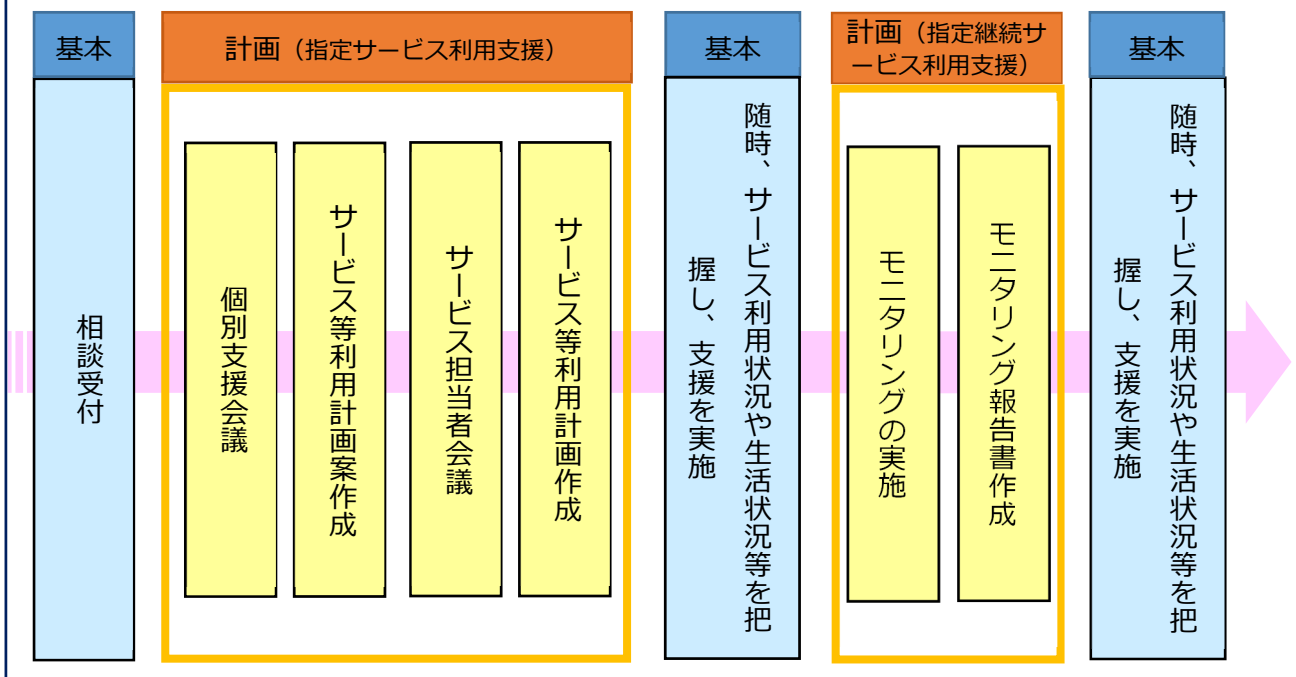 基本
相談受付
計画（指定サービス利用支援）
個別支援会議
サービス等利用計画案作成
サービス担当者会議
サービス等利用計画作成
基本
随時、サービス利用状況や生活状況等を把
握し、支援を実施
計画（指定継続サ
ービス利用支援）
モニタリングの実施
モニタリング報告書作成
基本
随時、サービス利用状況や生活状況等を把
握し、支援を実施